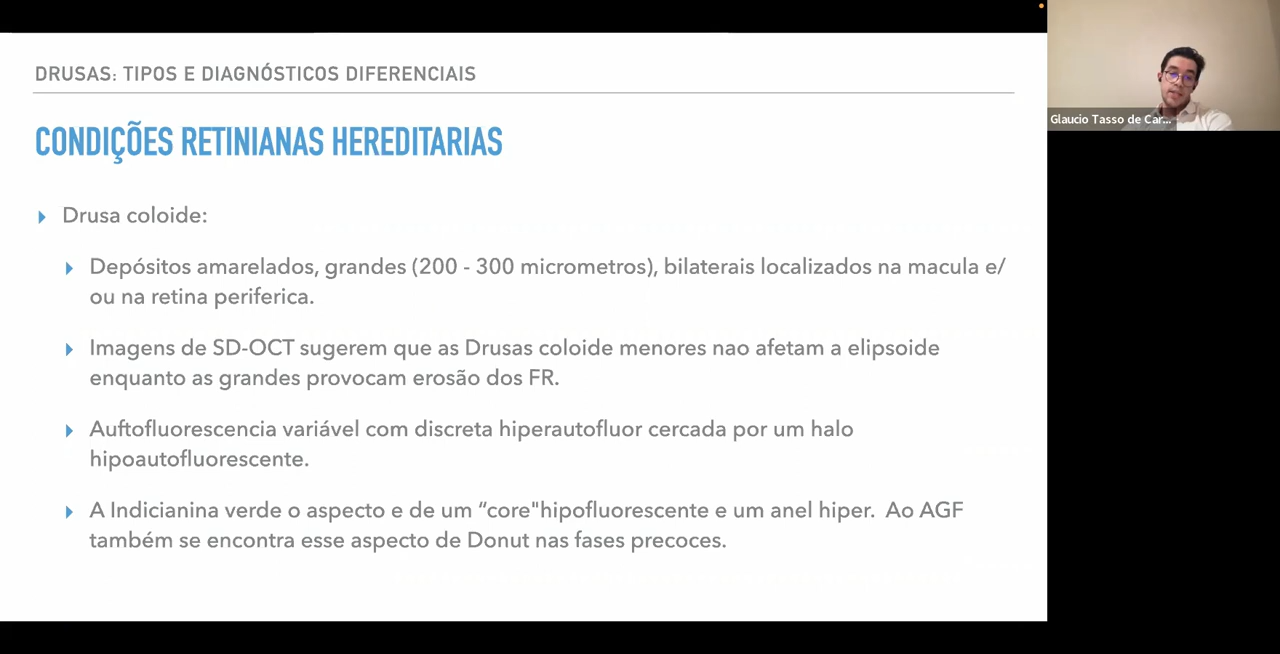 DRUSAS: TIPOS E DIAGNÓSTICOS DIFERENCIAIS
CONDIÇÕES RETINIANAS HEREDITARIAS
Drusa coloide:
Depósitos amarelados, grandes (200 - 300 micrometros), bilaterais localizados na macula e/
ou na retina periferica.
Imagens de SD-OCT sugerem que as Drusas coloide menores nao afetam a elipsoide
enquanto as grandes provocam erosão dos FR.
Auftofluorescencia variável com discreta hiperautofluor cercada por um halo
hipoautofluorescente.
A Indicianina verde o aspecto e de um “core"hipofluorescente e um anel hiper.  Ao AGF
também se encontra esse aspecto de Donut nas fases precoces.
Glaucio Tasso de Car...